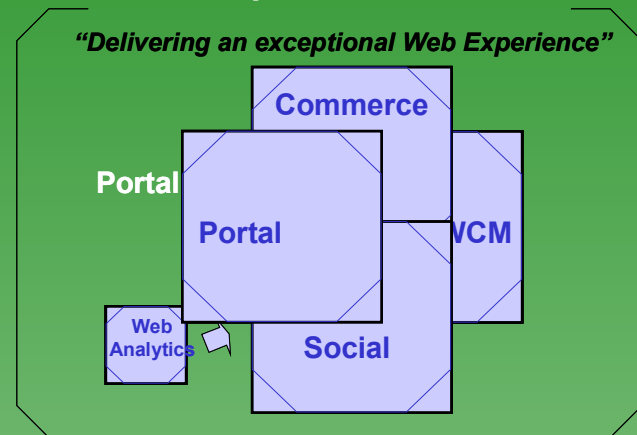 “Delivering an exceptional Web Experience”
Commerce
Portal
Portal
WCM
Web
Analytics
Social